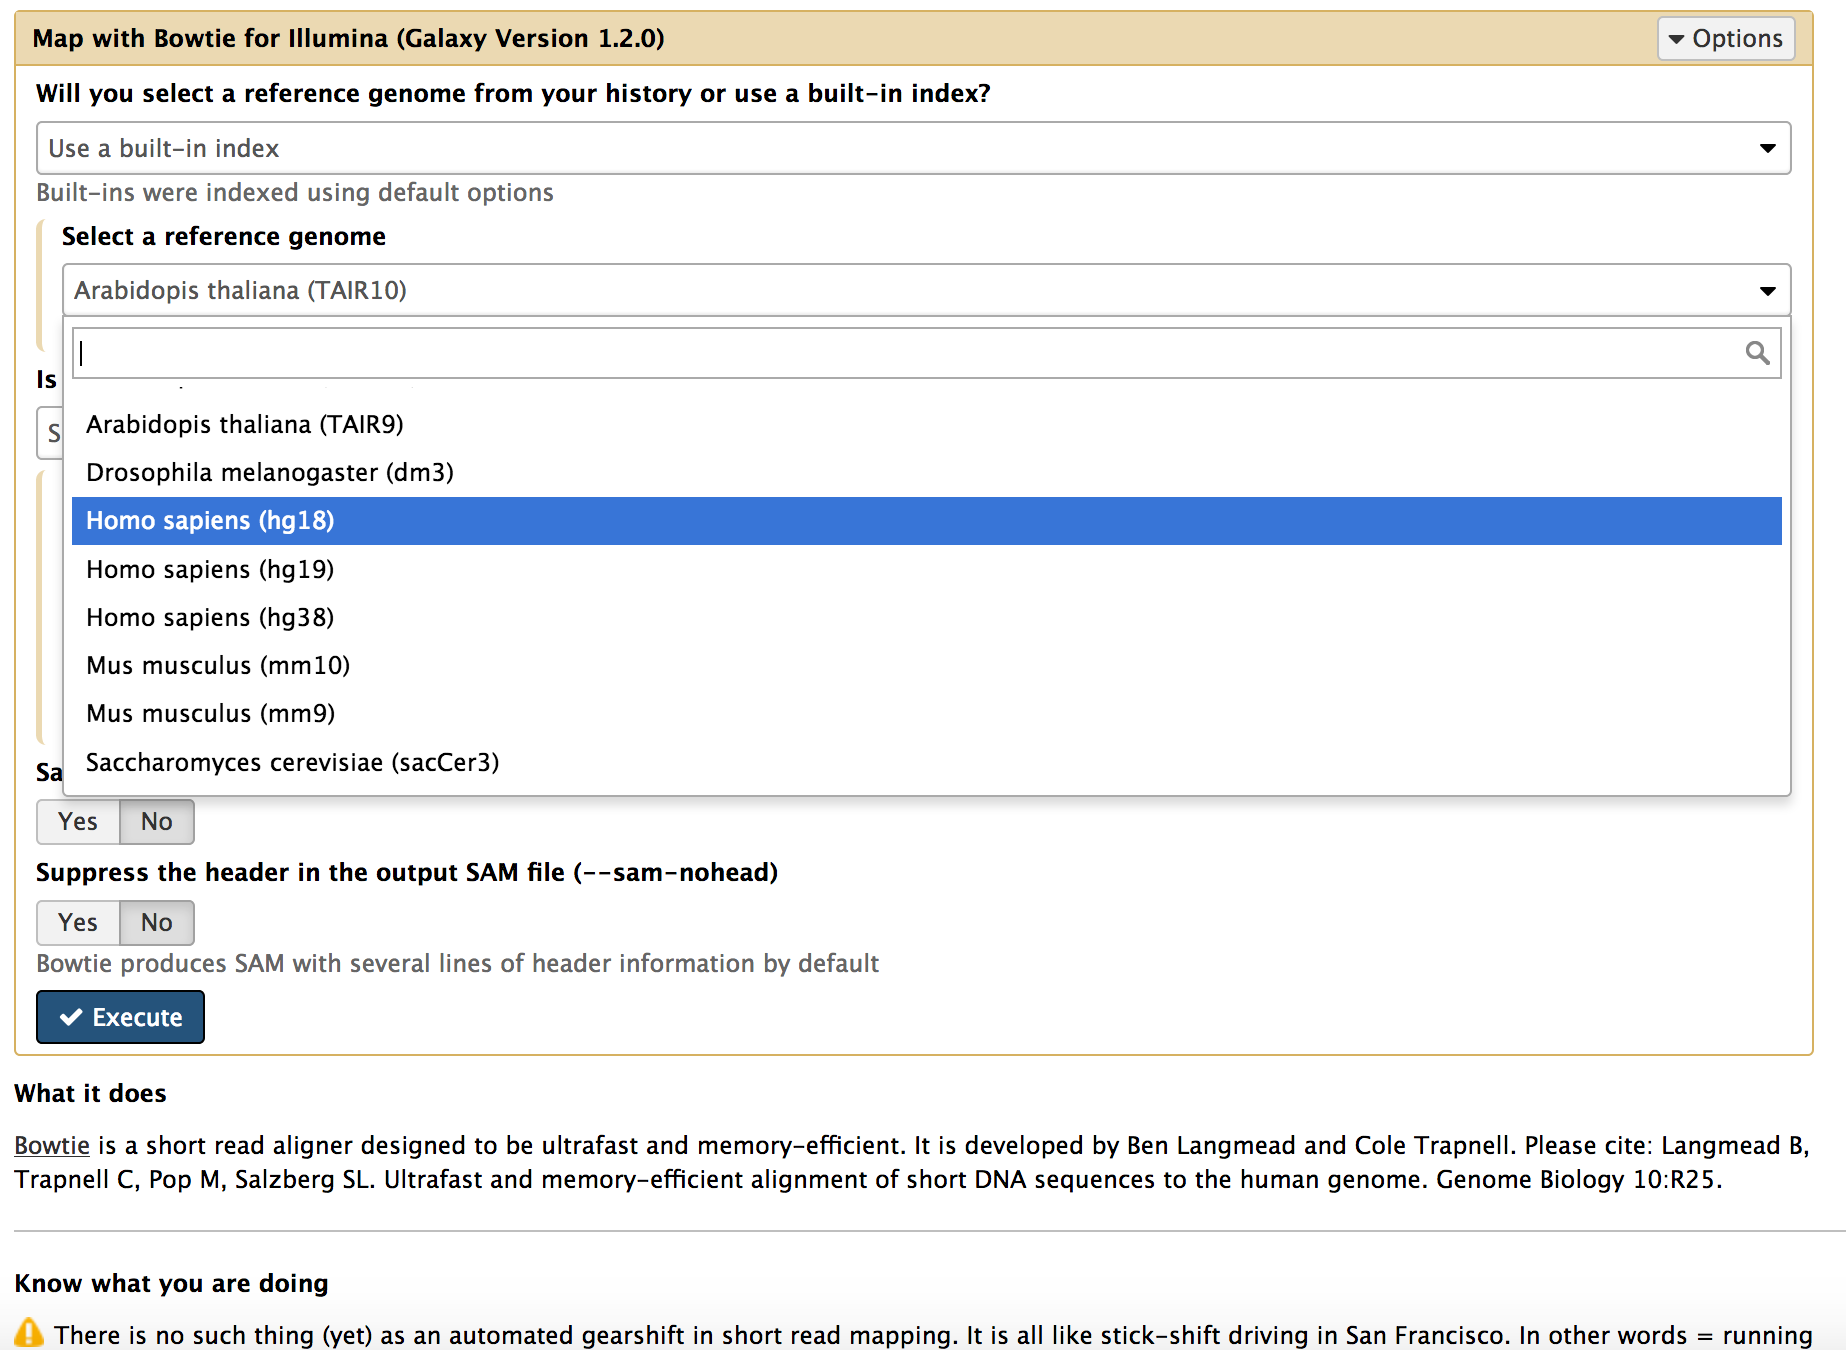 Map with Bowtie for Illumina (Galaxy Version 1.2.0)
Options
Will you select a reference genome from your history or use a built-in index?
Use a built-in index
Built-ins were indexed using default options
Select a reference genome
Arabidopsis thaliana (TAIR10)
Is
S
Arabidopsis thaliana (TAIR9)
Drosophila melanogaster (dm3)
Homo sapiens (hg18)
Homo sapiens (hg19)
Homo sapiens (hg38)
Mus musculus (mm10)
Mus musculus (mm9)
Saccharomyces cerevisiae (sacCer3)
Sa
Yes No
Suppress the header in the output SAM file (--sam-nohead)
Yes No
Bowtie produces SAM with several lines of header information by default
Execute
What it does
Bowtie is a short read aligner designed to be ultrafast and memory-efficient. It is developed by Ben Langmead and Cole Trapnell. Please cite: Langmead B,
Trapnell C, Pop M, Salzberg SL. Ultrafast and memory-efficient alignment of short DNA sequences to the human genome. Genome Biology 10:R25.
Know what you are doing
There is no such thing (yet) as an automated gearshift in short read mapping. It is all like stick-shift driving in San Francisco. In other words = running